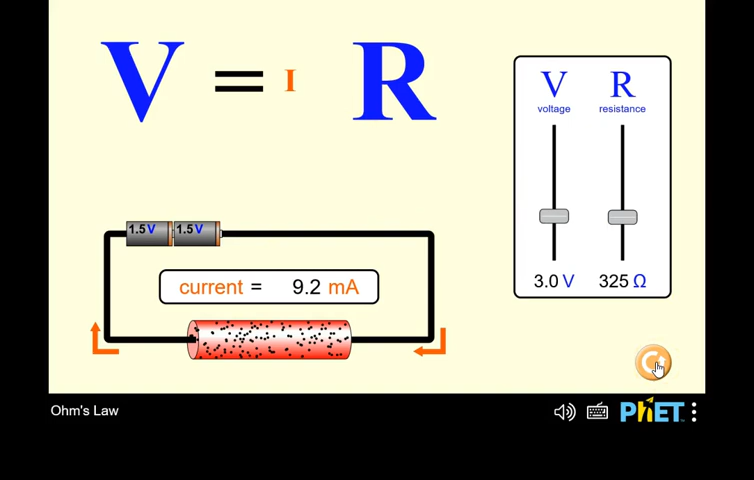 V = I R
V R
voltage resistance
1.5 V 1.5 V
current = 9.2 mA
3.0 V 325 Ω
Ohm's Law
PhET